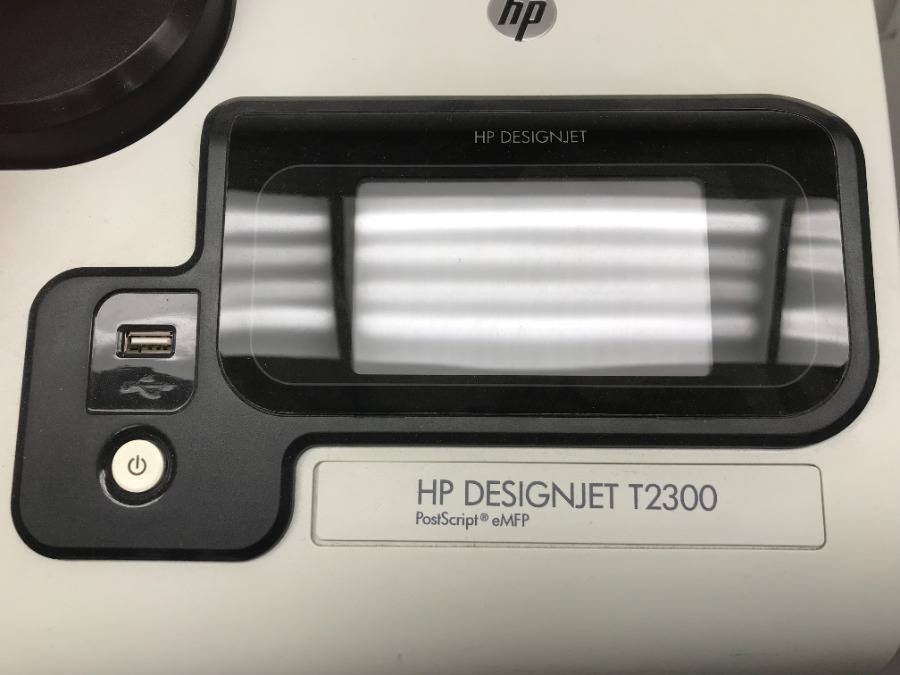 hp
HP DESIGNJET
HP DESIGNJET T2300
PostScript® eMFP